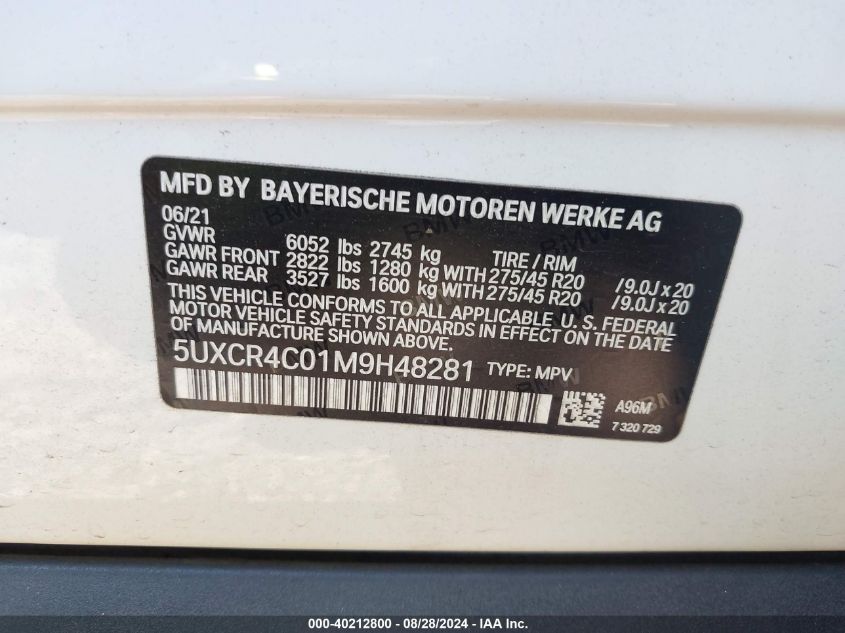 MFD BY BAYERISCHE MOTOREN WERKE AG
06/21
GVWR 6052 lbs 2745 kg TIRE / RIM
GAWR FRONT 2822 lbs 1280 kg WITH 275/45 R20 /9.0J x 20
GAWR REAR 3527 lbs 1600 kg WITH 275/45 R20 /9.0J x 20
THIS VEHICLE CONFORMS TO ALL APPLICABLE U. S. FEDERAL
MOTOR VEHICLE SAFETY STANDARDS IN EFFECT ON THE DATE
OF MANUFACTURE SHOWN ABOVE.
5UXCR4C01M9H48281 TYPE: MPV
A96M
7 320 729
000-40212800 - 08/28/2024 - IAAI Inc.